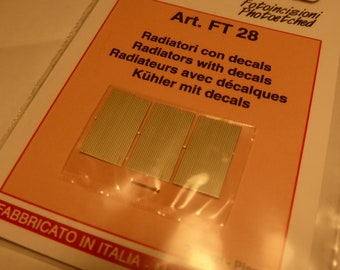 Fotoincisioni
Photoetched
Art. FT 28
Radiatori con decals
Radiators with decals
Radiateurs avec décalques
Kühler mit decals
FABBRICATO IN ITALIA